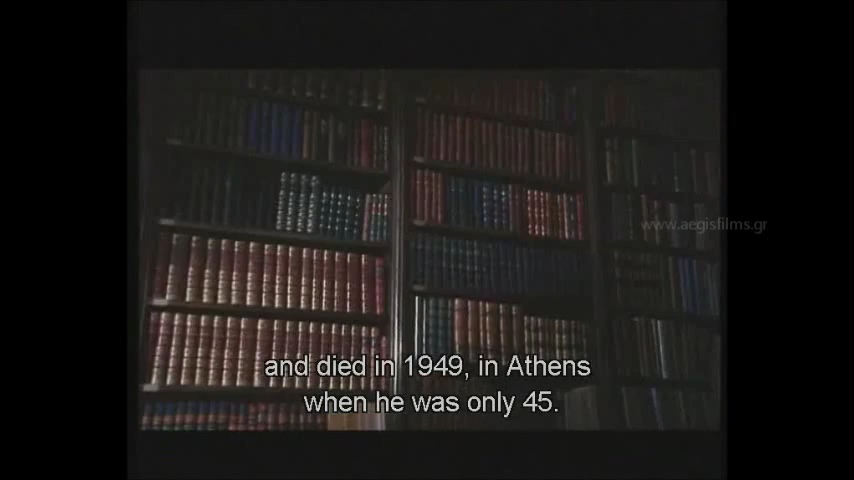 www.aegisfilms.gr
and died in 1949, in Athens
when he was only 45.